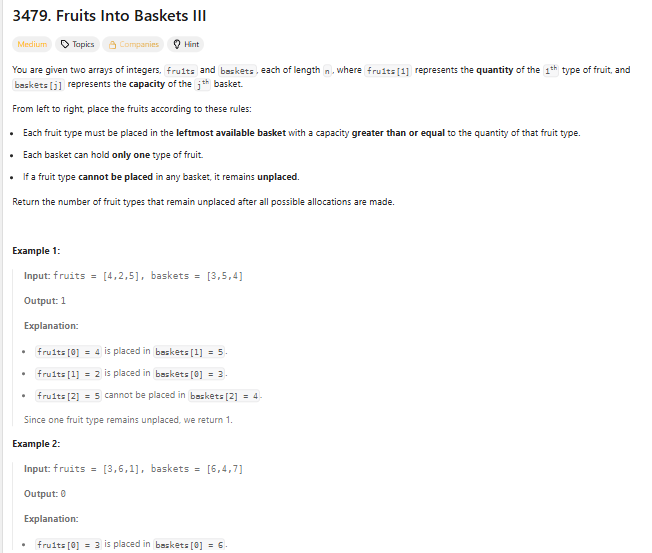 3479. Fruits Into Baskets III
Medium Topics Companies Hint
You are given two arrays of integers, fruits and baskets, each of length n, where fruits[i] represents the quantity of the ith type of fruit, and
baskets[j] represents the capacity of the jth basket.
From left to right, place the fruits according to these rules:
• Each fruit type must be placed in the leftmost available basket with a capacity greater than or equal to the quantity of that fruit type.
• Each basket can hold only one type of fruit.
• If a fruit type cannot be placed in any basket, it remains unplaced.
Return the number of fruit types that remain unplaced after all possible allocations are made.
Example 1:
Input: fruits = [4,2,5], baskets = [3,5,4]
Output: 1
Explanation:
• fruits[0] = 4 is placed in baskets[1] = 5.
• fruits[1] = 2 is placed in baskets[0] = 3.
• fruits[2] = 5 cannot be placed in baskets[2] = 4.
Since one fruit type remains unplaced, we return 1.
Example 2:
Input: fruits = [3,6,1], baskets = [6,4,7]
Output: 0
Explanation:
• fruits[0] = 3 is placed in baskets[0] = 6.